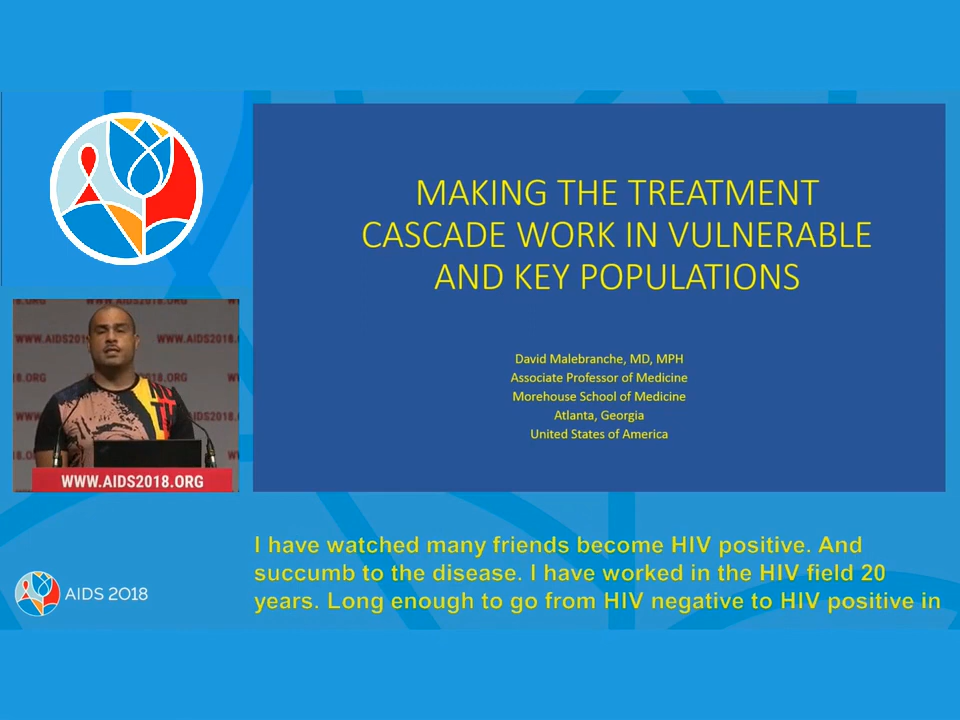 MAKING THE TREATMENT
CASCADE WORK IN VULNERABLE
AND KEY POPULATIONS
David Malebranche, MD, MPH
Associate Professor of Medicine
Morehouse School of Medicine
Atlanta, Georgia
United States of America
WWW.AIDS2018.ORG
I have watched many friends become HIV positive. And
succumb to the disease. I have worked in the HIV field 20
years. Long enough to go from HIV negative to HIV positive in
AIDS 2018